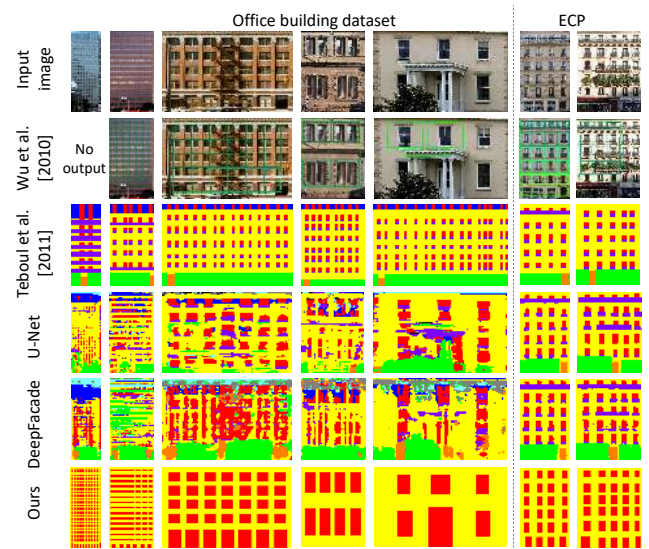 Office building dataset
ECP
Input
image
Wu et al.
[2010]
No
output
Teboul et al.
[2011]
U-Net
DeepFacade
Ours